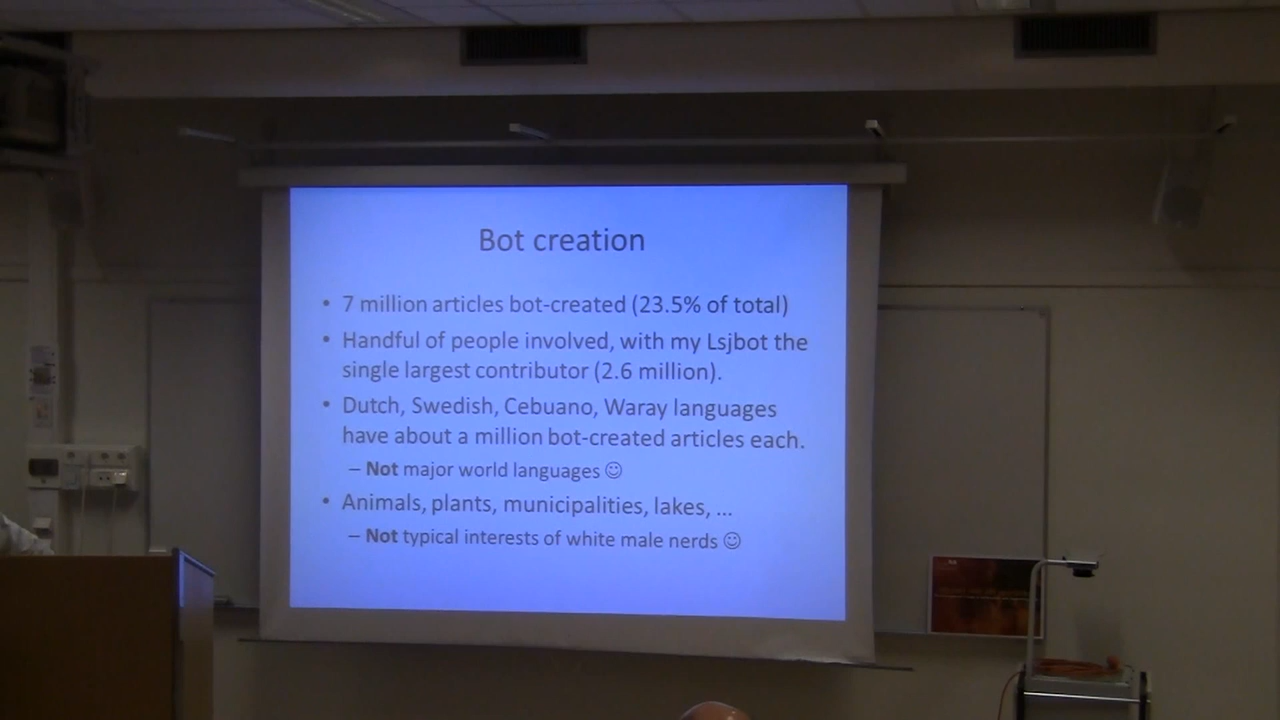 Bot creation
• 7 million articles bot-created (23.5% of total)
• Handful of people involved, with my Lsjbot the
single largest contributor (2.6 million).
• Dutch, Swedish, Cebuano, Waray languages
have about a million bot-created articles each.
– Not major world languages ☺
• Animals, plants, municipalities, lakes, ...
– Not typical interests of white male nerds ☺